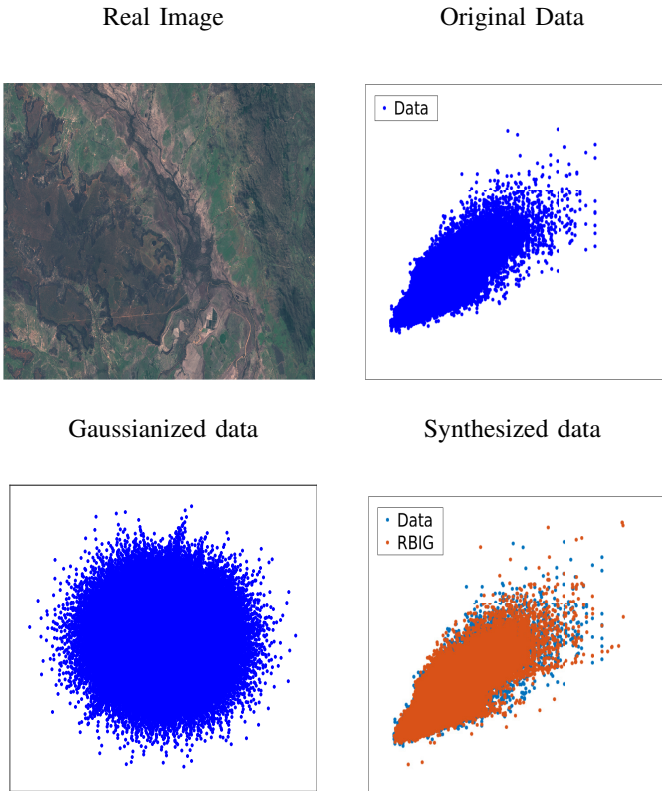 Real Image
Original Data
Data
Gaussianized data
Synthesized data
Data
RBIG